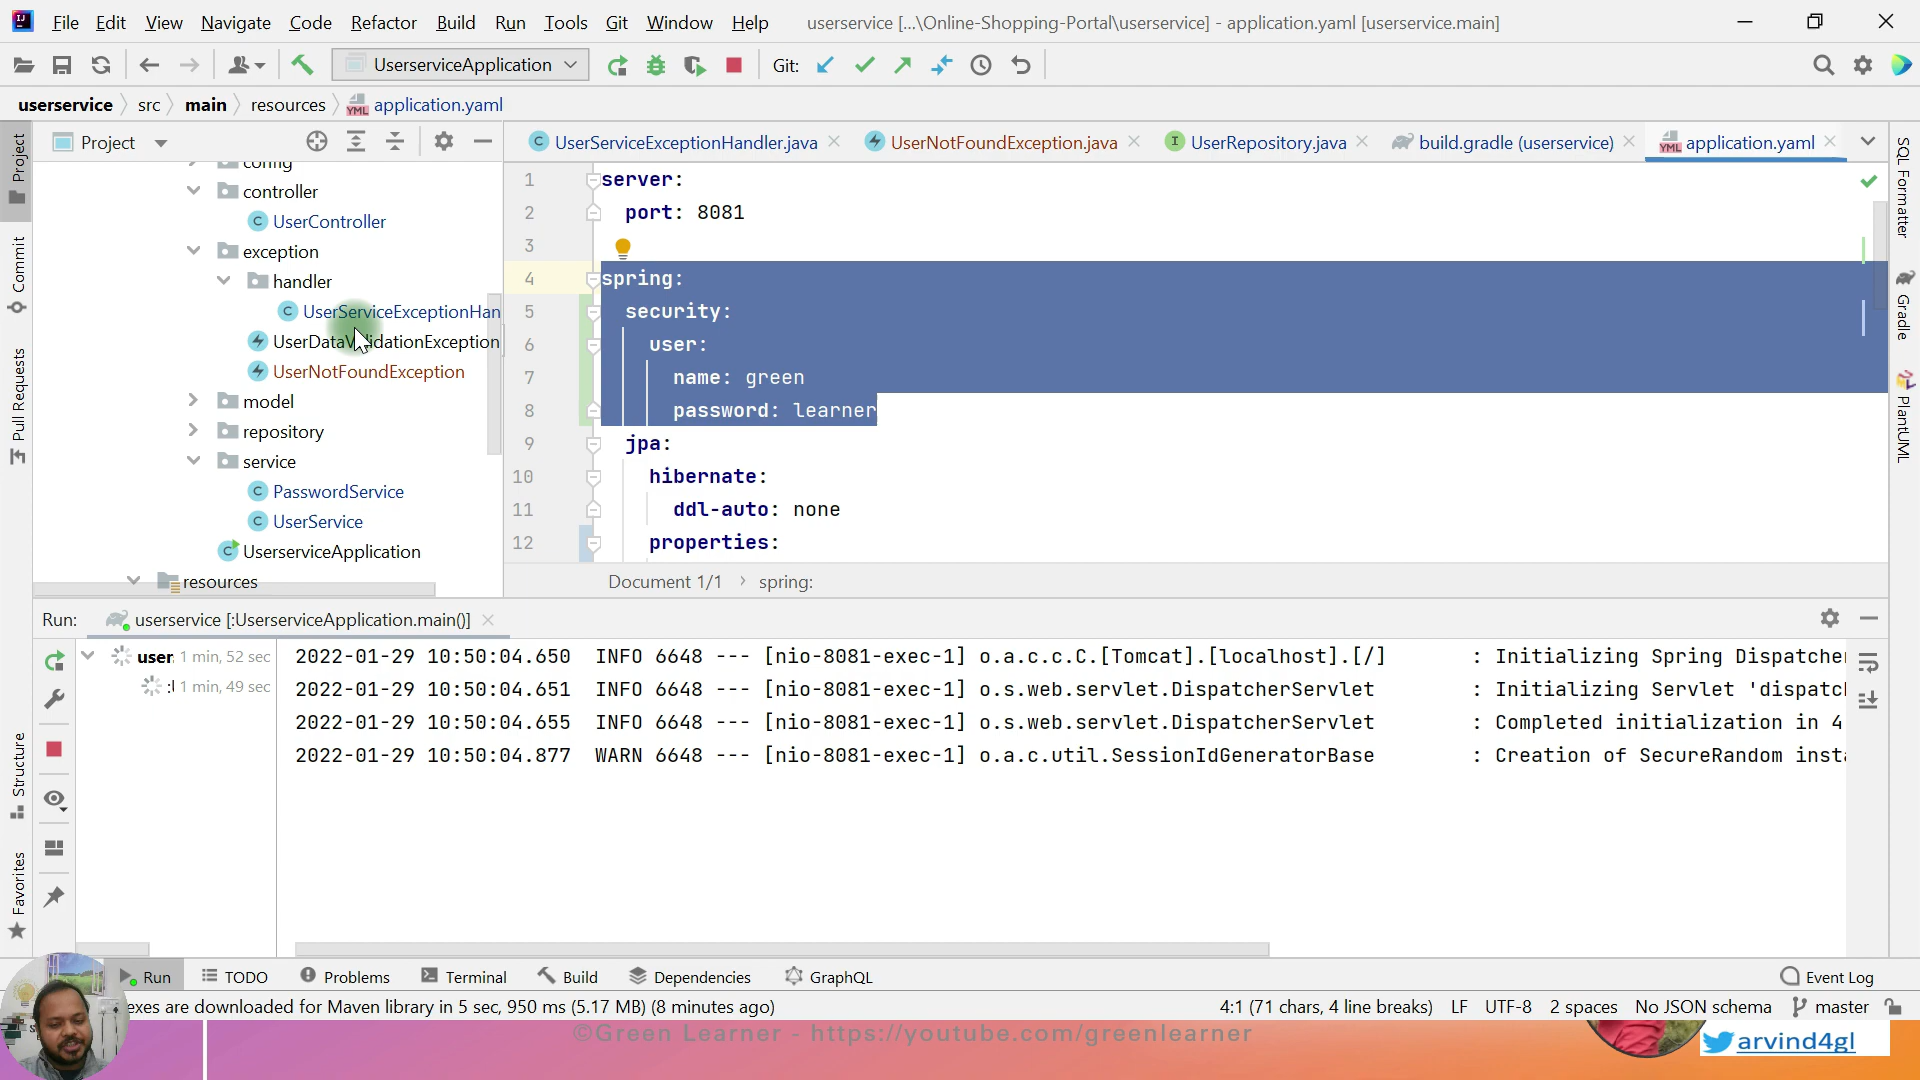 File Edit View Navigate Code Refactor Build Run Tools Git Window Help userservice [...\Online-Shopping-Portal\userservice] - application.yaml [userservice.main]
UserserviceApplication Git:
userservice src main resources application.yaml
Project
UserServiceExceptionHandler.java UserNotFoundException.java UserRepository.java build.gradle (userservice) application.yaml
config
controller
UserController
exception
handler
UserServiceExceptionHan
UserDataValidationException
UserNotFoundException
model
repository
service
PasswordService
UserService
UserserviceApplication
resources
1 server:
2 port: 8081
3
4 spring:
5 security:
6 user:
7 name: green
8 password: learner
9 jpa:
10 hibernate:
11 ddl-auto: none
12 properties:
Document 1/1 spring:
Project
Commit
Pull Requests
Structure
Favorites
SQL Formatter
Gradle
PlantUML
Run: userservice [:UserserviceApplication.main()]
user 1 min, 52 sec
1 min, 49 sec
2022-01-29 10:50:04.650 INFO 6648 --- [nio-8081-exec-1] o.a.c.c.C.[Tomcat].[localhost].[/] : Initializing Spring Dispatche
2022-01-29 10:50:04.651 INFO 6648 --- [nio-8081-exec-1] o.s.web.servlet.DispatcherServlet : Initializing Servlet 'dispatc
2022-01-29 10:50:04.655 INFO 6648 --- [nio-8081-exec-1] o.s.web.servlet.DispatcherServlet : Completed initialization in 4
2022-01-29 10:50:04.877 WARN 6648 --- [nio-8081-exec-1] o.a.c.util.SessionIdGeneratorBase : Creation of SecureRandom inst
Run TODO Problems Terminal Build Dependencies GraphQL Event Log
exes are downloaded for Maven library in 5 sec, 950 ms (5.17 MB) (8 minutes ago) 4:1 (71 chars, 4 line breaks) LF UTF-8 2 spaces No JSON schema master
©Green Learner - https://youtube.com/greenlearner
arvind4gl